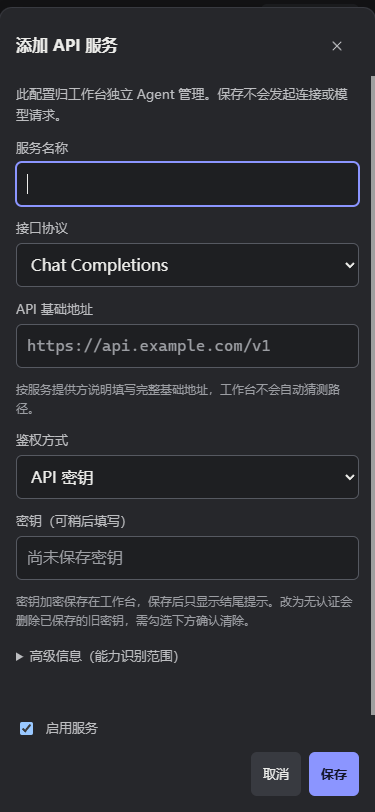 添加 API 服务
此配置归工作台独立 Agent 管理。保存不会发起连接或模
型请求。
服务名称
接口协议
Chat Completions
API 基础地址
https://api.example.com/v1
按服务提供方说明填写完整基础地址，工作台不会自动猜测路
径。
鉴权方式
API 密钥
密钥（可稍后填写）
尚未保存密钥
密钥加密保存在工作台，保存后只显示结尾提示。改为无认证会
删除已保存的旧密钥，需勾选下方确认清除。
高级信息（能力识别范围）
启用服务
取消
保存